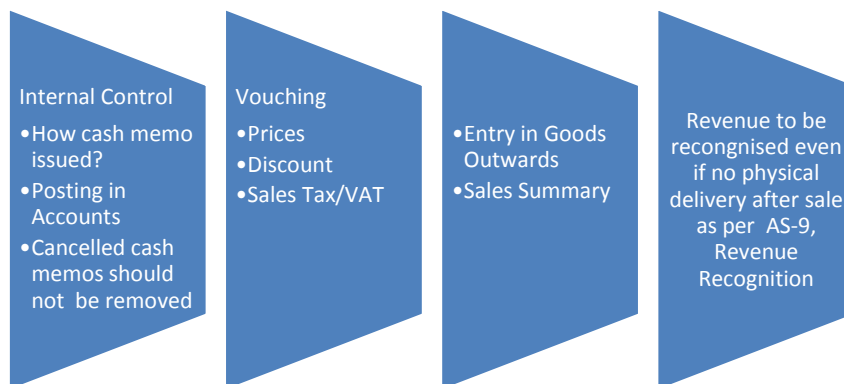 Internal Control
•How cash memo
issued?
•Posting in
Accounts
•Cancelled cash
memos should
not be removed
Vouching
•Prices
•Discount
•Sales Tax/VAT
•Entry in Goods
Outwards
•Sales Summary
Revenue to be
recongnised even
if no physical
delivery after sale
as per AS-9,
Revenue
Recognition